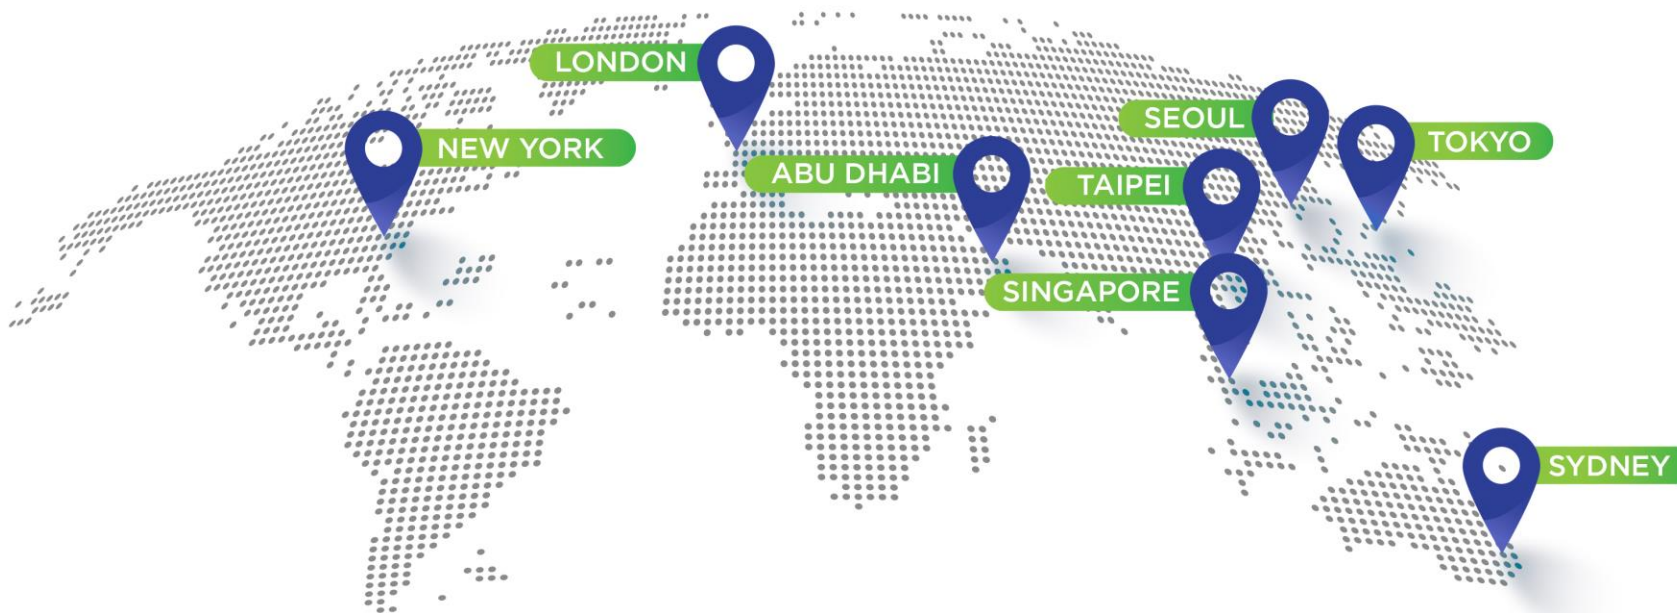 LONDON
NEW YORK
SEOUL
TOKYO
ABU DHABI
TAIPEI
SINGAPORE
SYDNEY